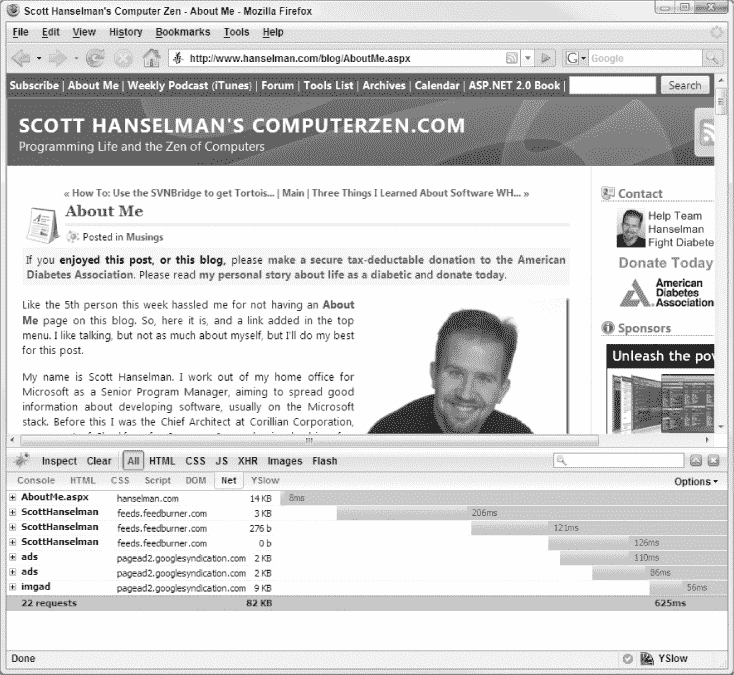 Scott Hanselman's Computer Zen - About Me - Mozilla Firefox
File Edit View History Bookmarks Tools Help
http://www.hanselman.com/blog/AboutMe.aspx
G Google
Subscribe | About Me | Weekly Podcast (iTunes) | Forum | Tools List | Archives | Calendar | ASP.NET 2.0 Book | Search
SCOTT HANSELMAN'S COMPUTERZEN.COM
Programming Life and the Zen of Computers
« How To: Use the SVNBridge to get Tortois... | Main | Three Things I Learned About Software WH... »
About Me
Posted in Musings
If you enjoyed this post, or this blog, please make a secure tax-deductable donation to the American
Diabetes Association. Please read my personal story about life as a diabetic and donate today.
Like the 5th person this week hassled me for not having an About
Me page on this blog. So, here it is, and a link added in the top
menu. I like talking, but not as much about myself, but I'll do my best
for this post.
My name is Scott Hanselman. I work out of my home office for
Microsoft as a Senior Program Manager, aiming to spread good
information about developing software, usually on the Microsoft
stack. Before this I was the Chief Architect at Corillian Corporation,
Contact
Help Team
Hanselman
Fight Diabete
Donate Today
American
Diabetes
Association
Sponsors
Unleash the pov
Inspect Clear All HTML CSS JS XHR Images Flash
Console HTML CSS Script DOM Net YSlow Options
AboutMe.aspx hanselman.com 14 KB 8ms
ScottHanselman feeds.feedburner.com 3 KB 206ms
ScottHanselman feeds.feedburner.com 276 b 121ms
ScottHanselman feeds.feedburner.com 0 b 126ms
ads pagead2.googlesyndication.com 2 KB 110ms
ads pagead2.googlesyndication.com 2 KB 86ms
imgad pagead2.googlesyndication.com 9 KB 56ms
22 requests 82 KB 625ms
Done YSlow